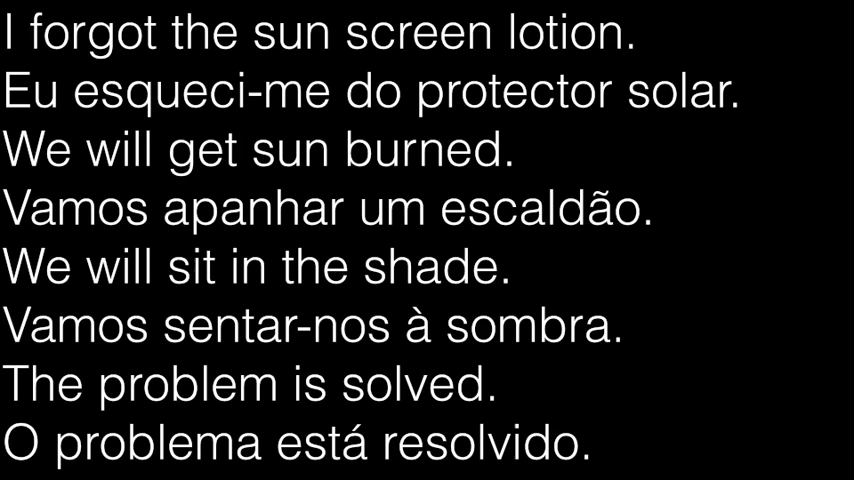 I forgot the sun screen lotion.
Eu esqueci-me do protector solar.
We will get sun burned.
Vamos apanhar um escaldão.
We will sit in the shade.
Vamos sentar-nos à sombra.
The problem is solved.
O problema está resolvido.